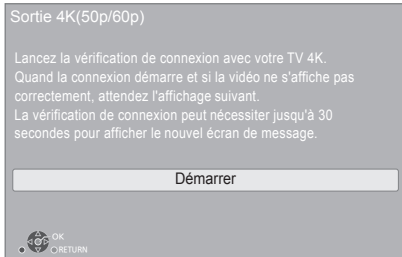 Sortie 4K(50p/60p)
Lancez la vérification de connexion avec votre TV 4K.
Quand la connexion démarre et si la vidéo ne s'affiche pas
correctement, attendez l'affichage suivant.
La vérification de connexion peut nécessiter jusqu'à 30
secondes pour afficher le nouvel écran de message.
Démarrer
OK
RETURN